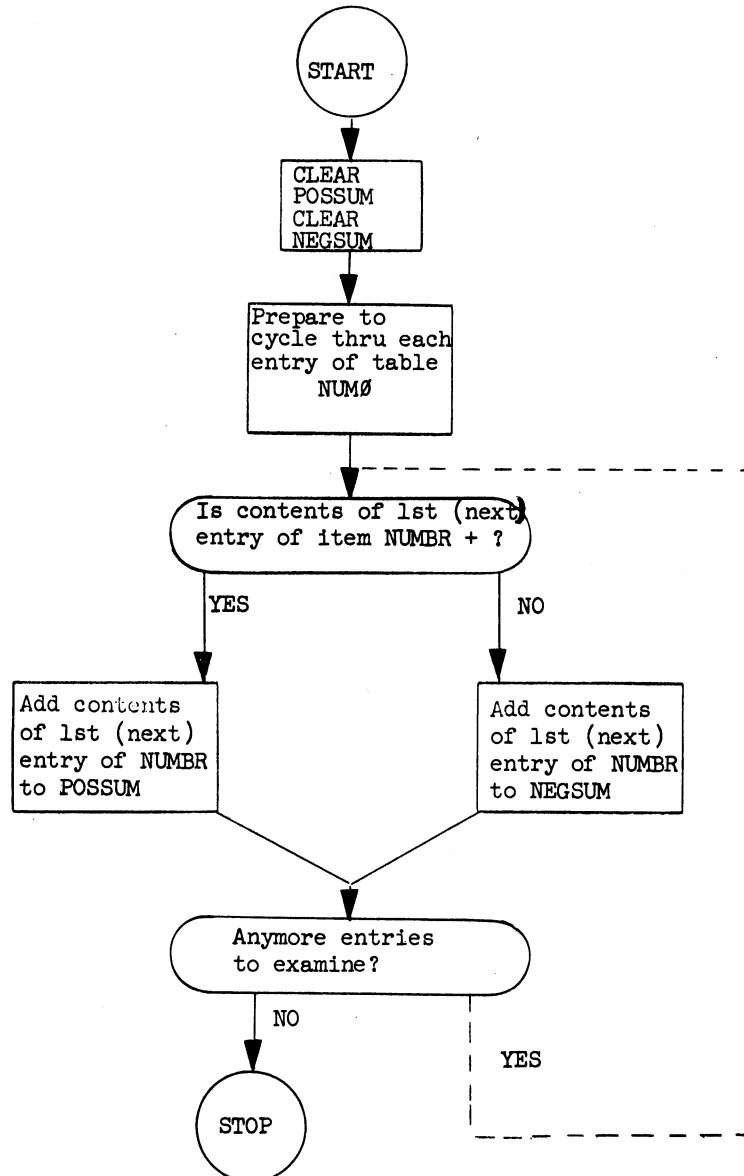 START
CLEAR
POSSUM
CLEAR
NEGSUM
Prepare to
cycle thru each
entry of table
NUMØ
Is contents of 1st (next)
entry of item NUMBR + ?
YES
NO
Add contents
of 1st (next)
entry of NUMBR
to POSSUM
Add contents
of 1st (next)
entry of NUMBR
to NEGSUM
Anymore entries
to examine?
NO
YES
STOP